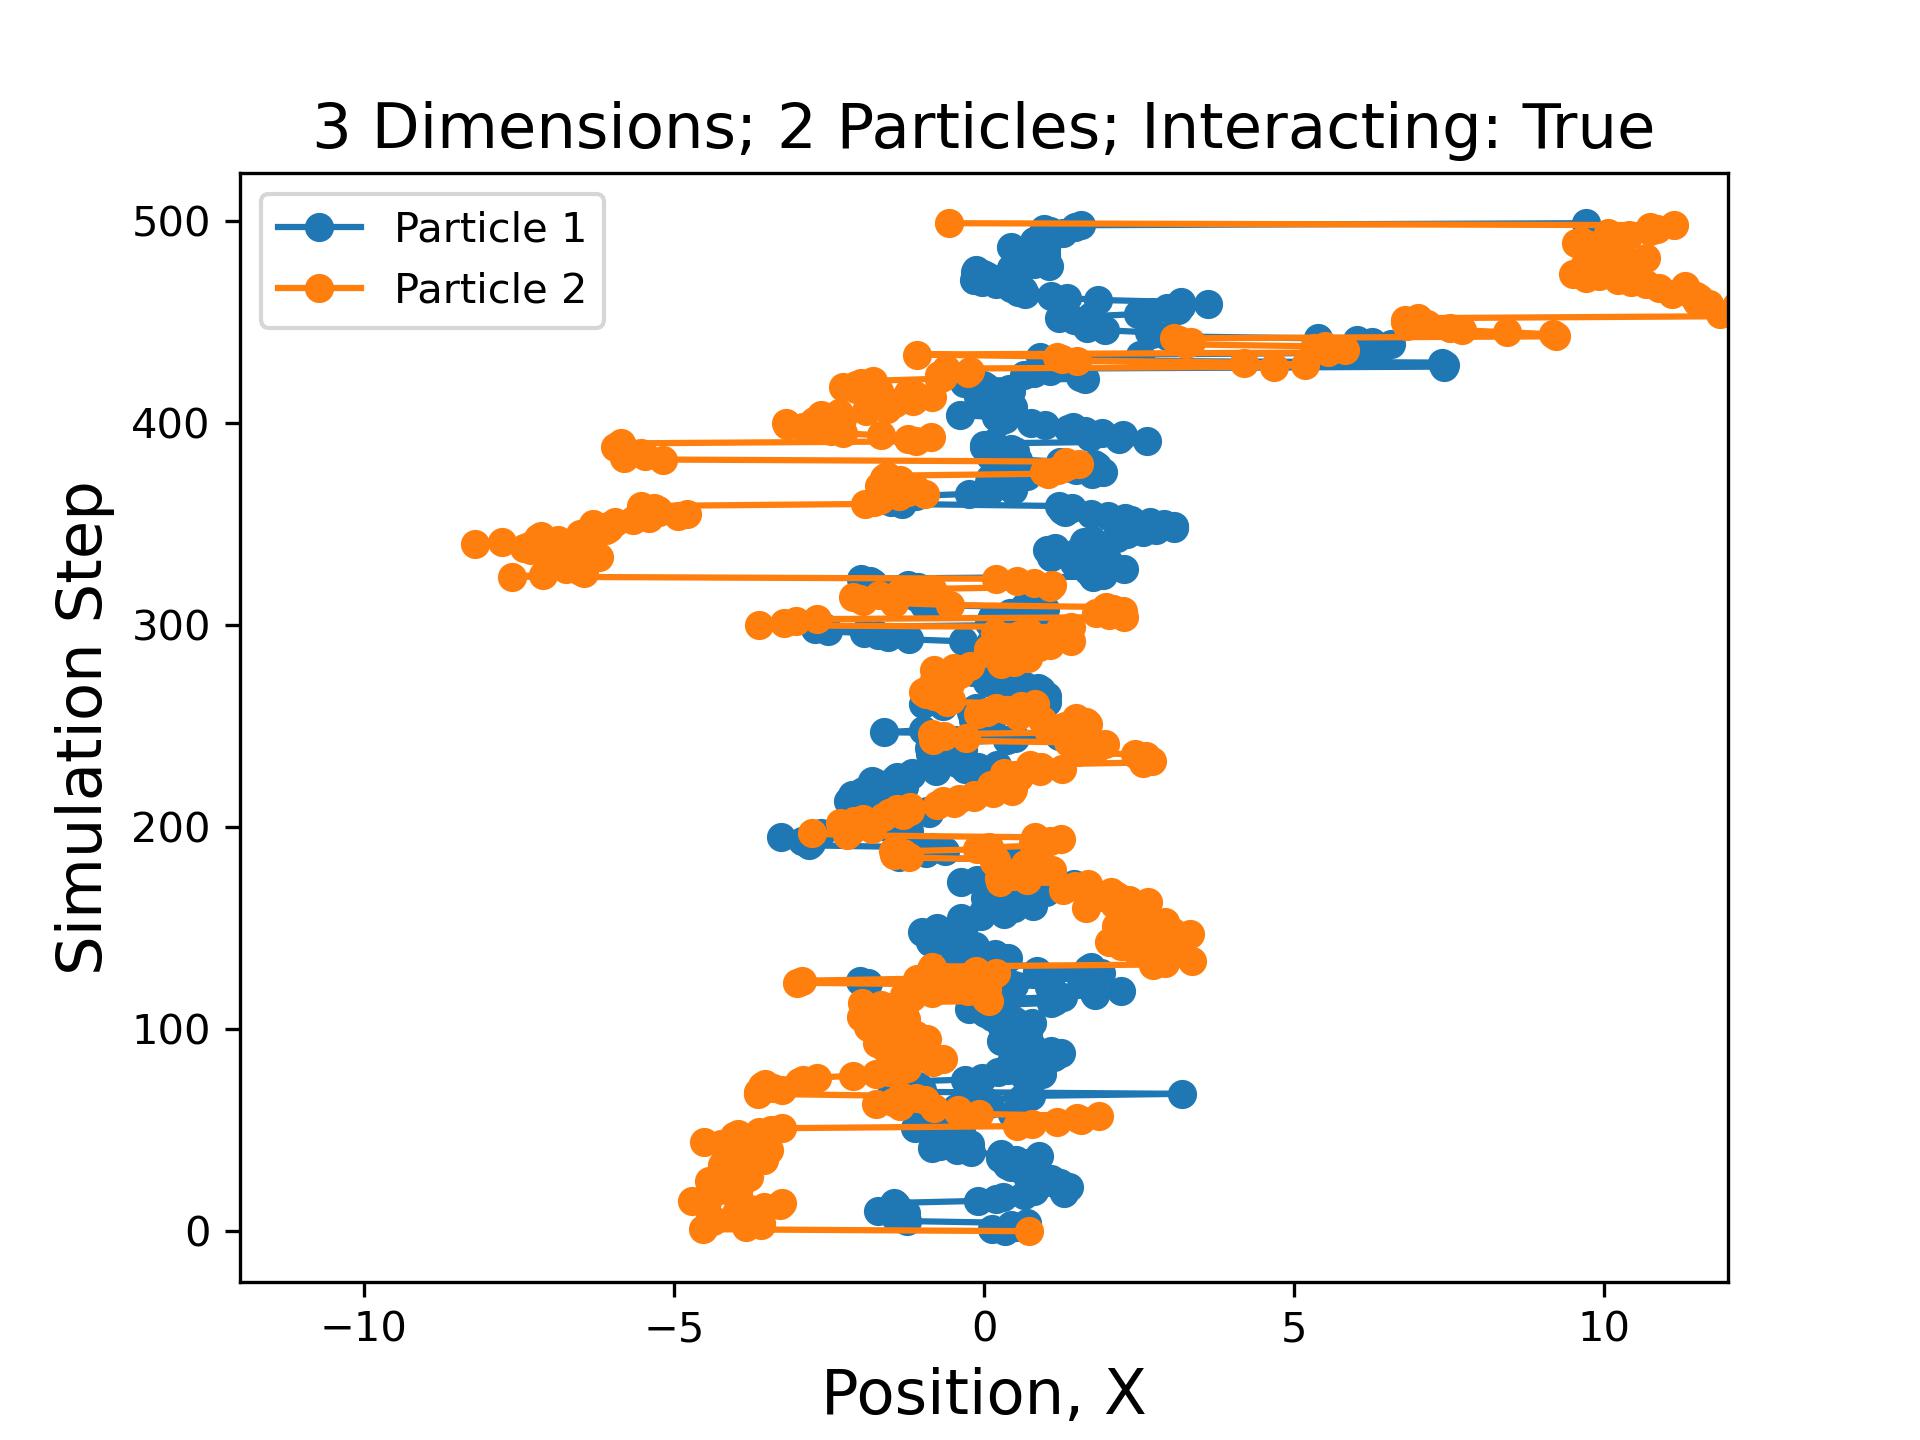 3 Dimensions; 2 Particles; Interacting: True
Particle 1
Particle 2
500
400
300
200
100
0
Simulation Step
−10
−5
0
5
10
Position, X